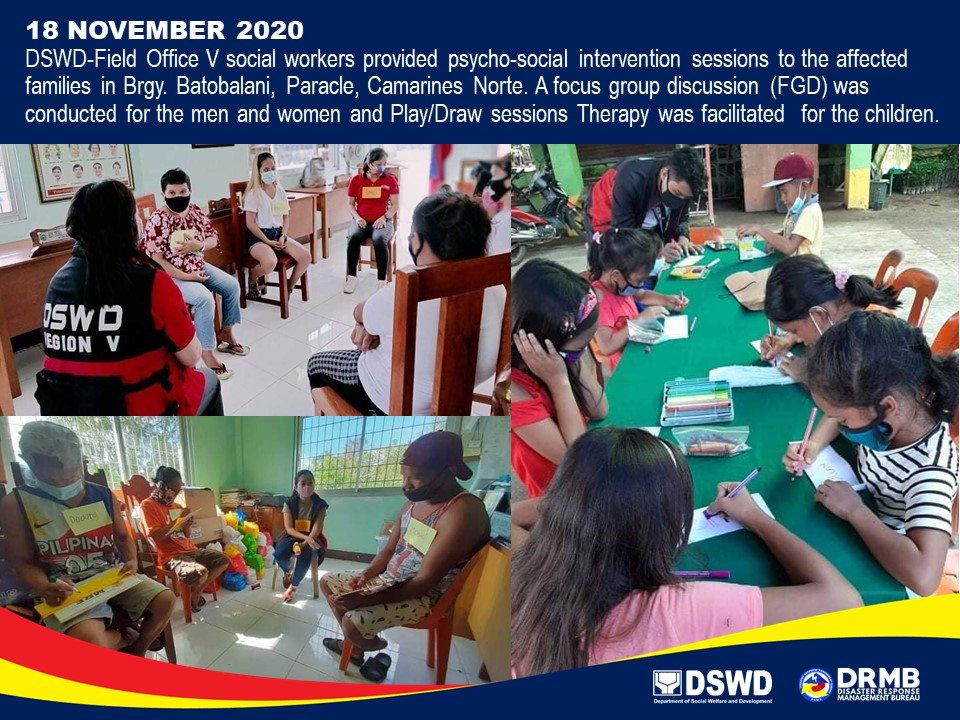 18 NOVEMBER 2020
DSWD-Field Office V social workers provided psycho-social intervention sessions to the affected
families in Brgy. Batobalani, Paracle, Camarines Norte. A focus group discussion (FGD) was
conducted for the men and women and Play/Draw sessions Therapy was facilitated for the children.
DSWD
REGION V
PILIPINAS
DSWD
Department of Social Welfare and Development
DRMB
DISASTER RESPONSE
MANAGEMENT BUREAU